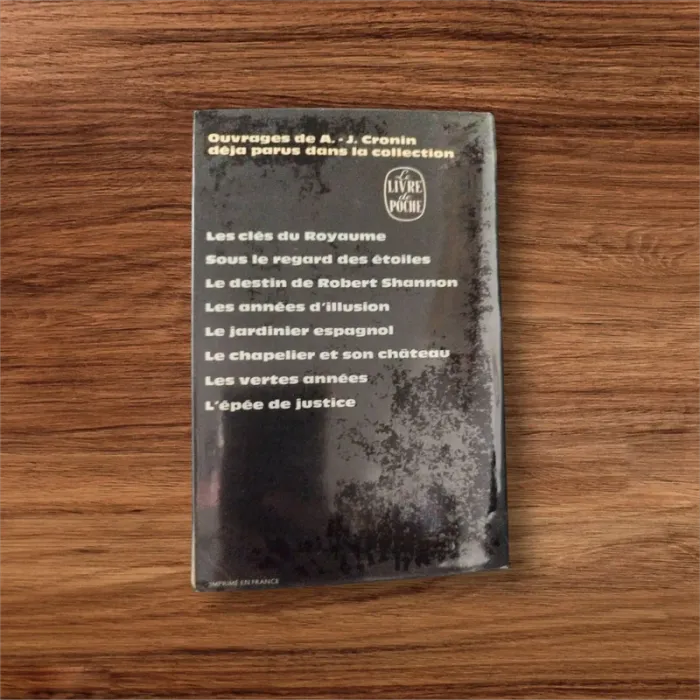 Ouvrages de A.-J. Cronin
déja parus dans la collection
Le
LIVRE
de
POCHE
Les clés du Royaume
Sous le regard des étoiles
Le destin de Robert Shannon
Les années d'illusion
Le jardinier espagnol
Le chapelier et son château
Les vertes années
L'épée de justice
IMPRIMÉ EN FRANCE